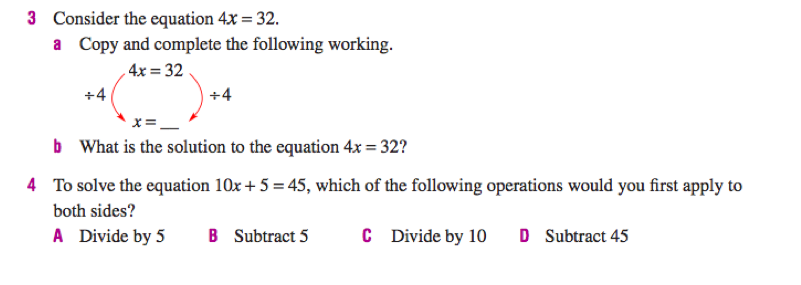 3 Consider the equation 4x = 32.
a Copy and complete the following working.
4x = 32
÷4 ÷4
x = __
b What is the solution to the equation 4x = 32?
4 To solve the equation 10x + 5 = 45, which of the following operations would you first apply to
both sides?
A Divide by 5 B Subtract 5 C Divide by 10 D Subtract 45